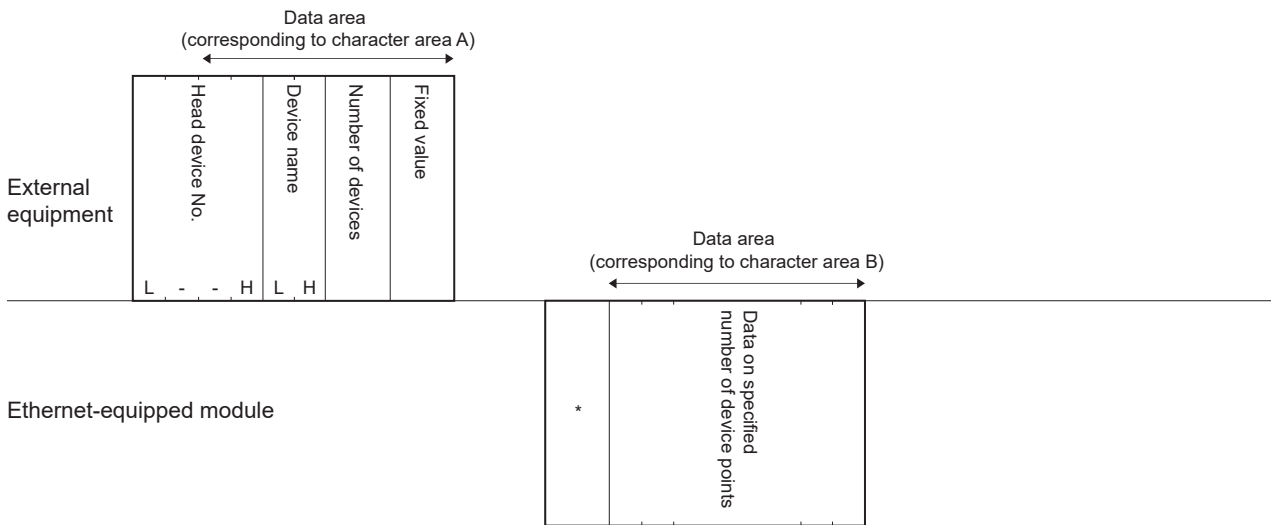 Data area
(corresponding to character area A)
Head device No.
Device name
Number of devices
Fixed value
External
equipment
L - - H L H
Data area
(corresponding to character area B)
Ethernet-equipped module
*
Data on specified
number of device points